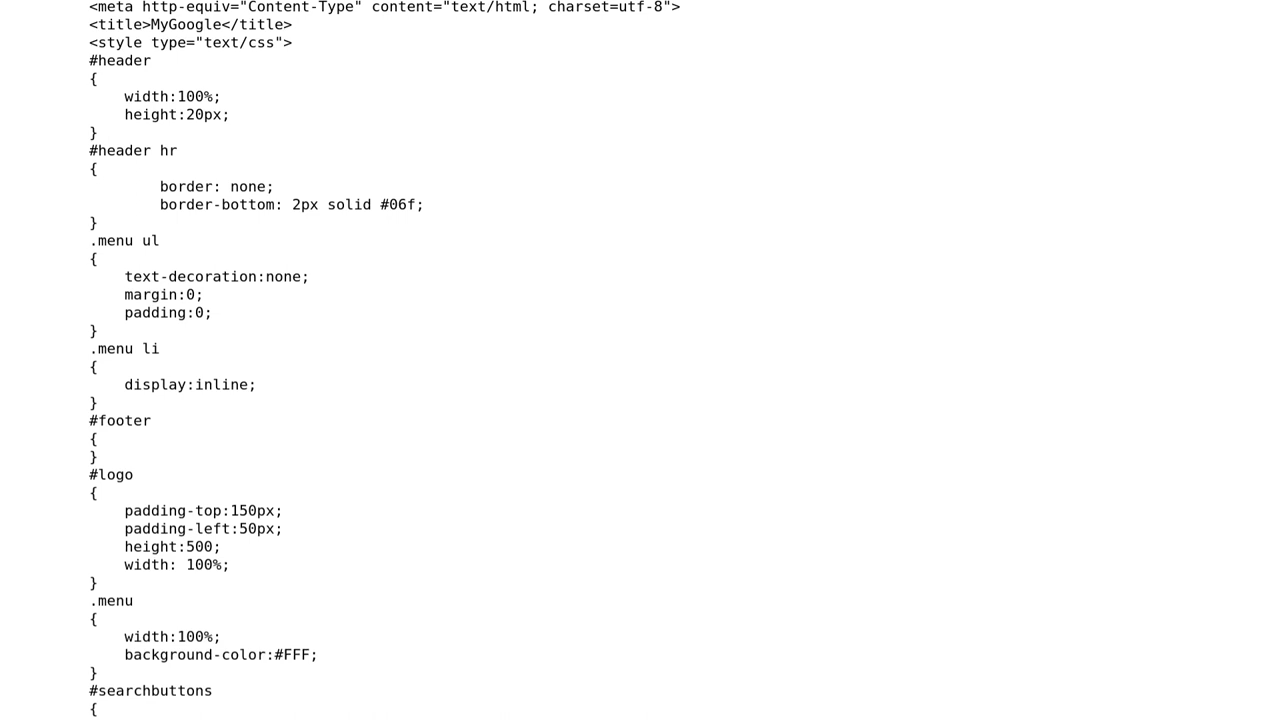 <meta http-equiv="Content-Type" content="text/html; charset=utf-8">
<title>MyGoogle</title>
<style type="text/css">
#header
{
    width:100%;
    height:20px;
}
#header hr
{
        border: none;
        border-bottom: 2px solid #06f;
}
.menu ul
{
    text-decoration:none;
    margin:0;
    padding:0;
}
.menu li
{
    display:inline;
}
#footer
{
}
#logo
{
    padding-top:150px;
    padding-left:50px;
    height:500;
    width: 100%;
}
.menu
{
    width:100%;
    background-color:#FFF;
}
#searchbuttons
{